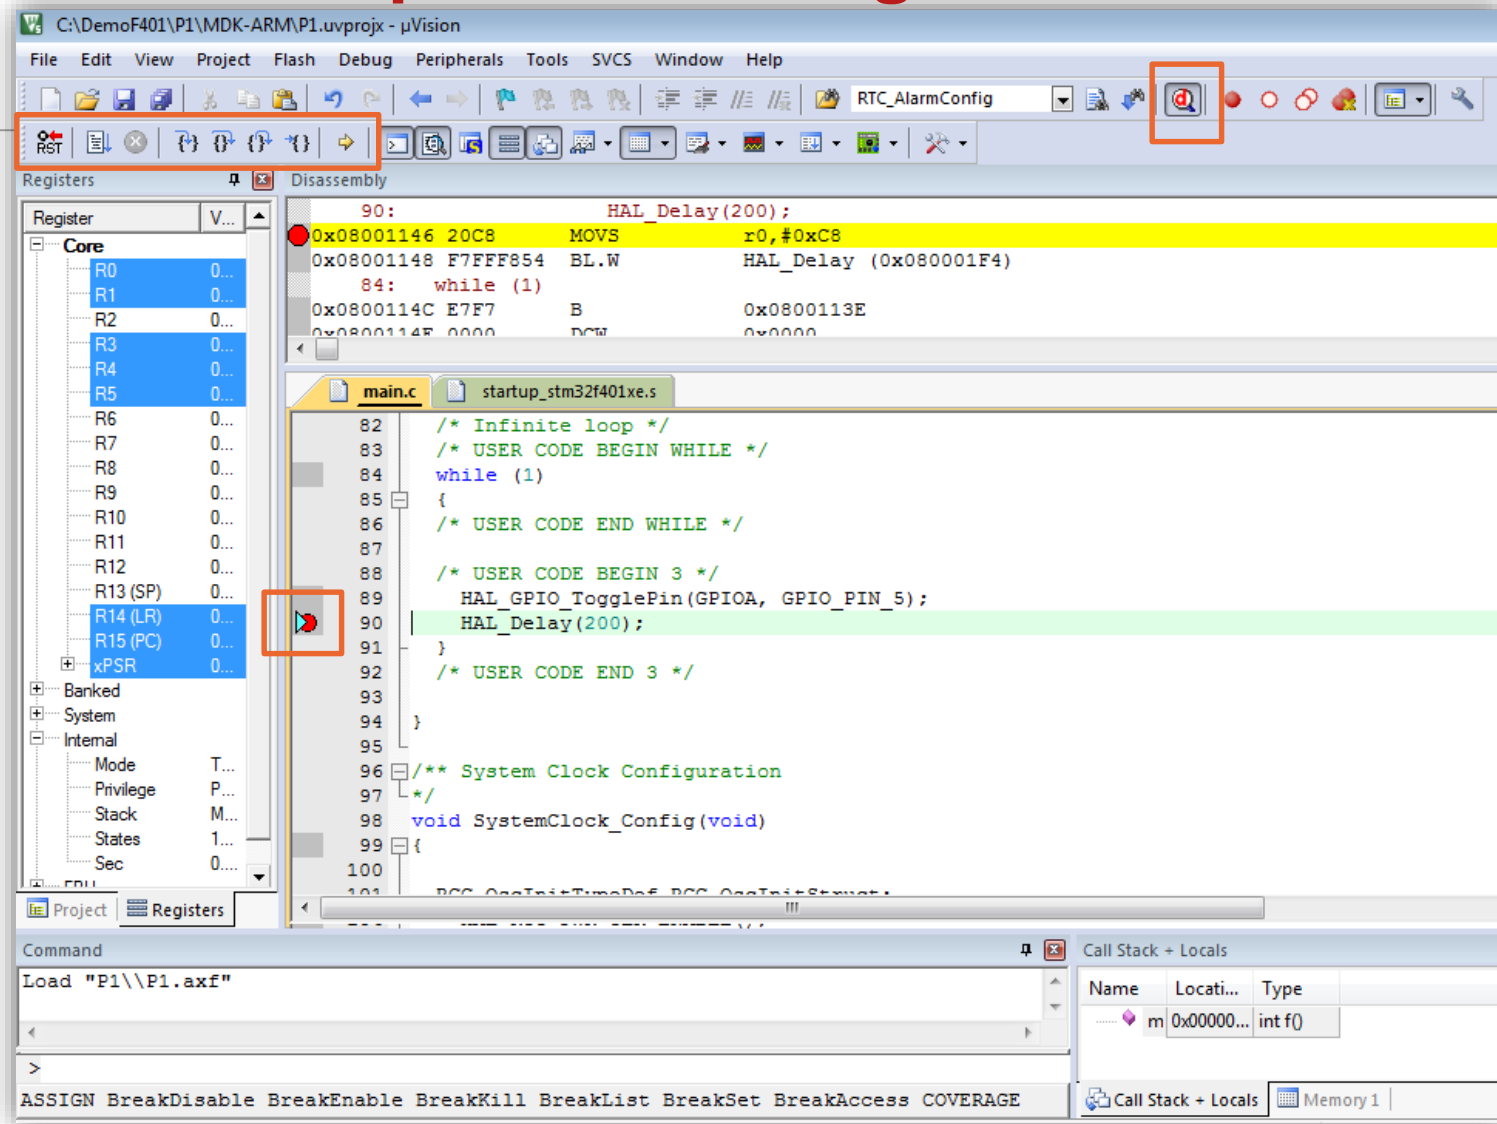 C:\DemoF401\P1\MDK-ARM\P1.uvprojx - µVision
File Edit View Project Flash Debug Peripherals Tools SVCS Window Help
RTC_AlarmConfig
RST
Registers
Disassembly
Register V...
Core
R0 0...
R1 0...
R2 0...
R3 0...
R4 0...
R5 0...
R6 0...
R7 0...
R8 0...
R9 0...
R10 0...
R11 0...
R12 0...
R13 (SP) 0...
R14 (LR) 0...
R15 (PC) 0...
xPSR 0...
Banked
System
Internal
Mode T...
Privilege P...
Stack M...
States 1...
Sec 0....
FPU
Project Registers
90: HAL_Delay(200);
0x08001146 20C8 MOVS r0,#0xC8
0x08001148 F7FFF854 BL.W HAL_Delay (0x080001F4)
84: while (1)
0x0800114C E7F7 B 0x0800113E
0x0800114E 0000 DCW 0x0000
main.c startup_stm32f401xe.s
82 /* Infinite loop */
83 /* USER CODE BEGIN WHILE */
84 while (1)
85 {
86 /* USER CODE END WHILE */
87
88 /* USER CODE BEGIN 3 */
89 HAL_GPIO_TogglePin(GPIOA, GPIO_PIN_5);
90 HAL_Delay(200);
91 }
92 /* USER CODE END 3 */
93
94 }
95
96 /** System Clock Configuration
97 */
98 void SystemClock_Config(void)
99 {
100
101 RCC_OscInitTypeDef RCC_OscInitStruct;
Command
Load "P1\\P1.axf"
>
ASSIGN BreakDisable BreakEnable BreakKill BreakList BreakSet BreakAccess COVERAGE
Call Stack + Locals
Name Locati... Type
m 0x00000... int f()
Call Stack + Locals Memory 1